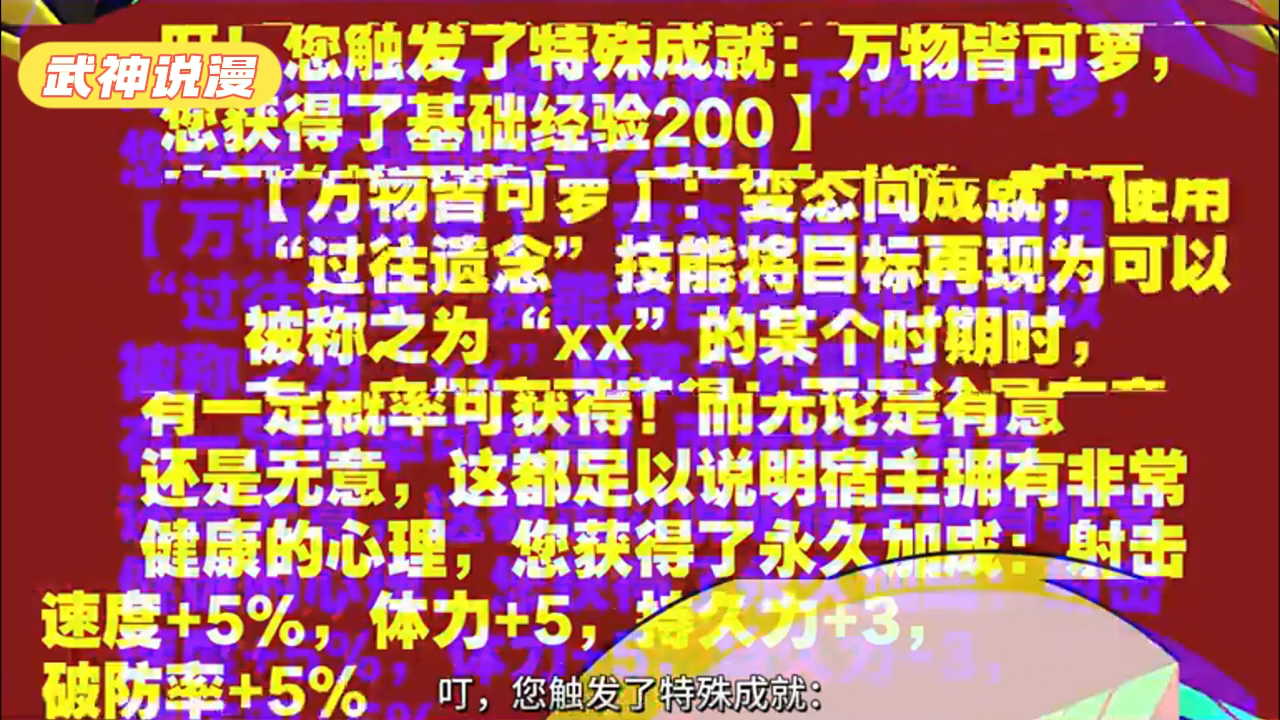 武神说漫
叮！您触发了特殊成就：万物皆可萝，
您获得了基础经验200】
【万物皆可萝】：变态向成就，使用
“过往遗念”技能将目标再现为可以
被称之为“xx”的某个时期时，
有一定概率可获得！而无论是有意
还是无意，这都足以说明宿主拥有非常
健康的心理，您获得了永久加成：射击
速度+5%，体力+5，持久力+3，
破防率+5%
叮，您触发了特殊成就：